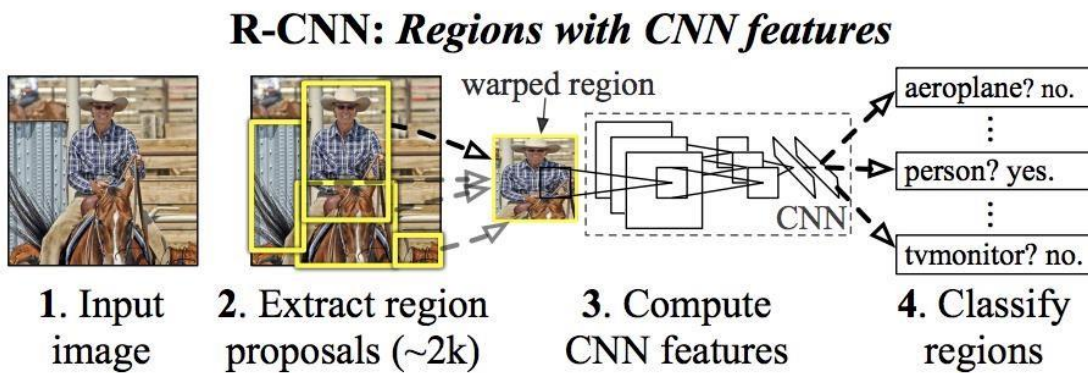 R-CNN: Regions with CNN features
warped region
aeroplane? no.
⋮
person? yes.
⋮
tvmonitor? no.
CNN
1. Input
image
2. Extract region
proposals (~2k)
3. Compute
CNN features
4. Classify
regions